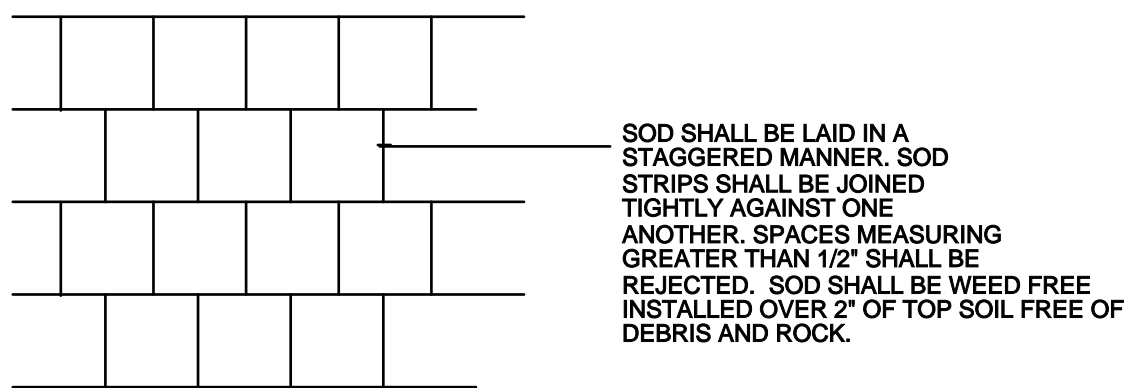 SOD SHALL BE LAID IN A
STAGGERED MANNER. SOD
STRIPS SHALL BE JOINED
TIGHTLY AGAINST ONE
ANOTHER. SPACES MEASURING
GREATER THAN 1/2" SHALL BE
REJECTED.  SOD SHALL BE WEED FREE
INSTALLED OVER 2" OF TOP SOIL FREE OF
DEBRIS AND ROCK.